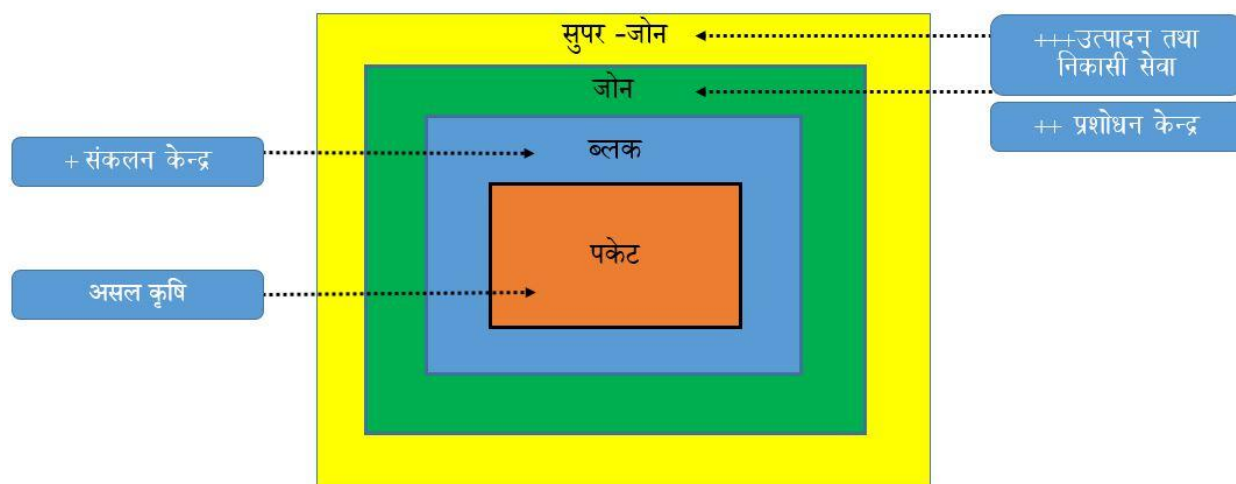 सुपर -जोन
+++उत्पादन तथा
निकासी सेवा
जोन
++ प्रशोधन केन्द्र
ब्लक
+ संकलन केन्द्र
पकेट
असल कृषि